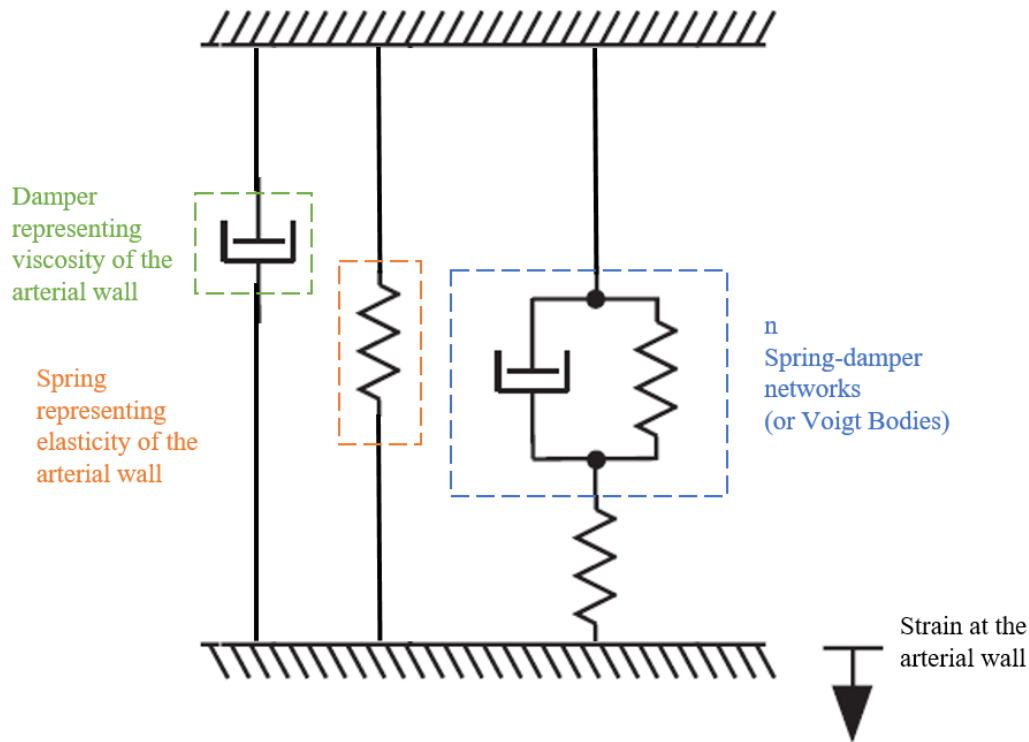 Damper
representing
viscosity of the
arterial wall
Spring
representing
elasticity of the
arterial wall
n
Spring-damper
networks
(or Voigt Bodies)
Strain at the
arterial wall